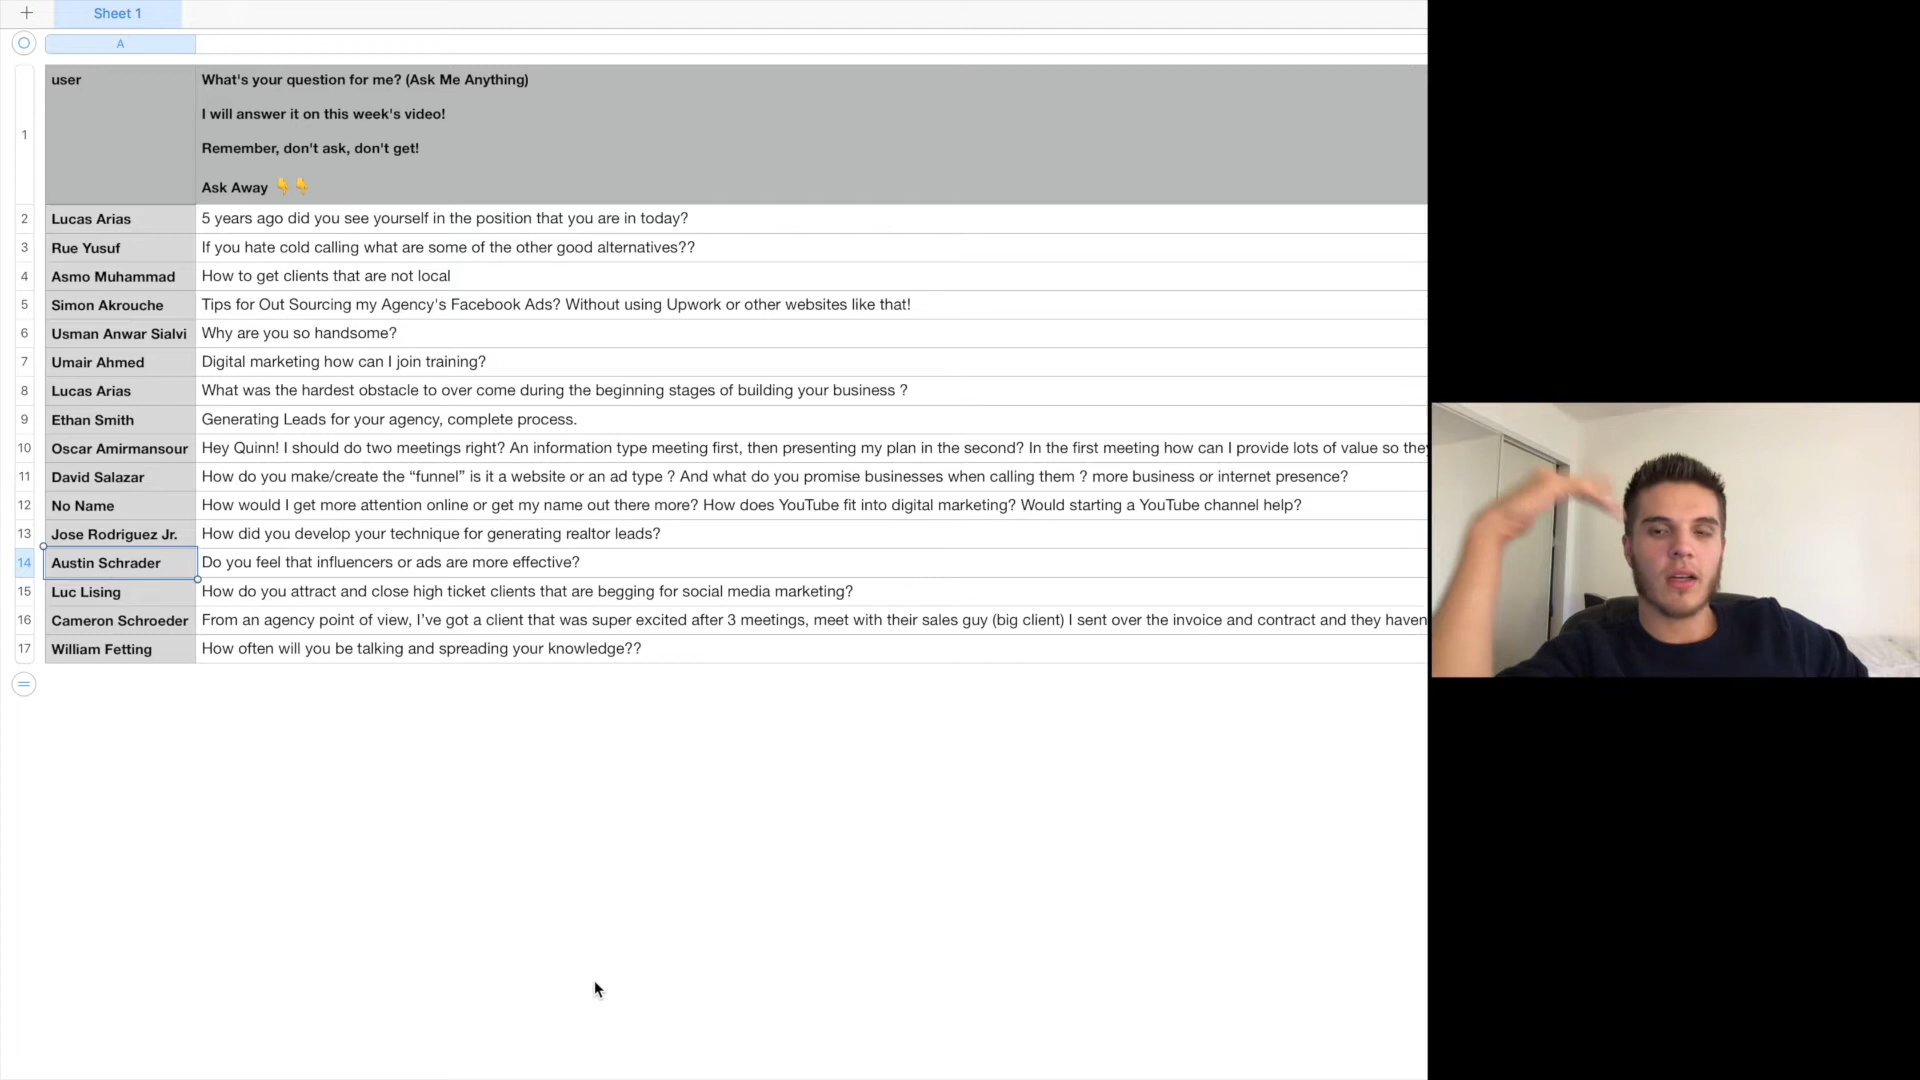 Sheet 1
A
user What's your question for me? (Ask Me Anything)
I will answer it on this week's video!
1
Remember, don't ask, don't get!
Ask Away 👇👇
2 Lucas Arias 5 years ago did you see yourself in the position that you are in today?
3 Rue Yusuf If you hate cold calling what are some of the other good alternatives??
4 Asmo Muhammad How to get clients that are not local
5 Simon Akrouche Tips for Out Sourcing my Agency's Facebook Ads? Without using Upwork or other websites like that!
6 Usman Anwar Sialvi Why are you so handsome?
7 Umair Ahmed Digital marketing how can I join training?
8 Lucas Arias What was the hardest obstacle to over come during the beginning stages of building your business ?
9 Ethan Smith Generating Leads for your agency, complete process.
10 Oscar Amirmansour Hey Quinn! I should do two meetings right? An information type meeting first, then presenting my plan in the second? In the first meeting how can I provide lots of value so they
11 David Salazar How do you make/create the “funnel” is it a website or an ad type ? And what do you promise businesses when calling them ? more business or internet presence?
12 No Name How would I get more attention online or get my name out there more? How does YouTube fit into digital marketing? Would starting a YouTube channel help?
13 Jose Rodriguez Jr. How did you develop your technique for generating realtor leads?
14 Austin Schrader Do you feel that influencers or ads are more effective?
15 Luc Lising How do you attract and close high ticket clients that are begging for social media marketing?
16 Cameron Schroeder From an agency point of view, I’ve got a client that was super excited after 3 meetings, meet with their sales guy (big client) I sent over the invoice and contract and they haven
17 William Fetting How often will you be talking and spreading your knowledge??